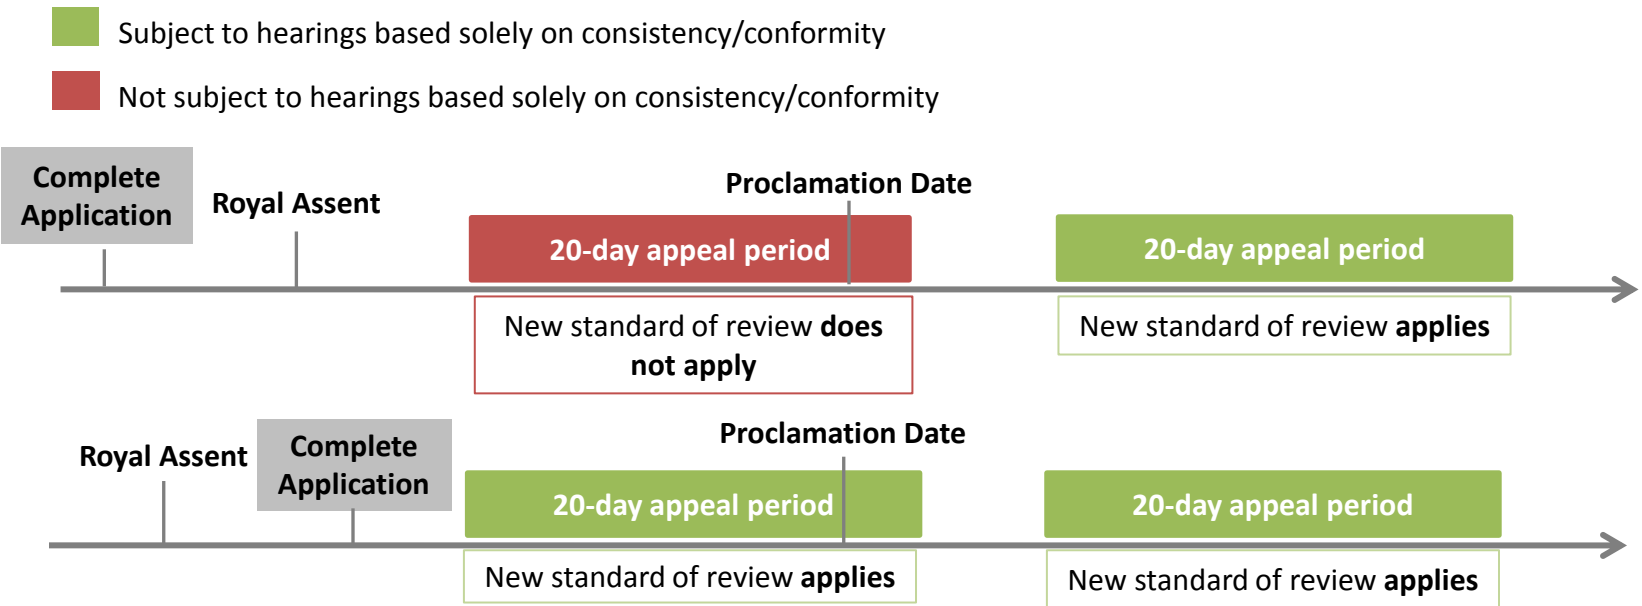 Subject to hearings based solely on consistency/conformity
Not subject to hearings based solely on consistency/conformity
Complete
Application
Royal Assent
Proclamation Date
20-day appeal period
20-day appeal period
New standard of review does
not apply
New standard of review applies
Royal Assent
Complete
Application
Proclamation Date
20-day appeal period
20-day appeal period
New standard of review applies
New standard of review applies